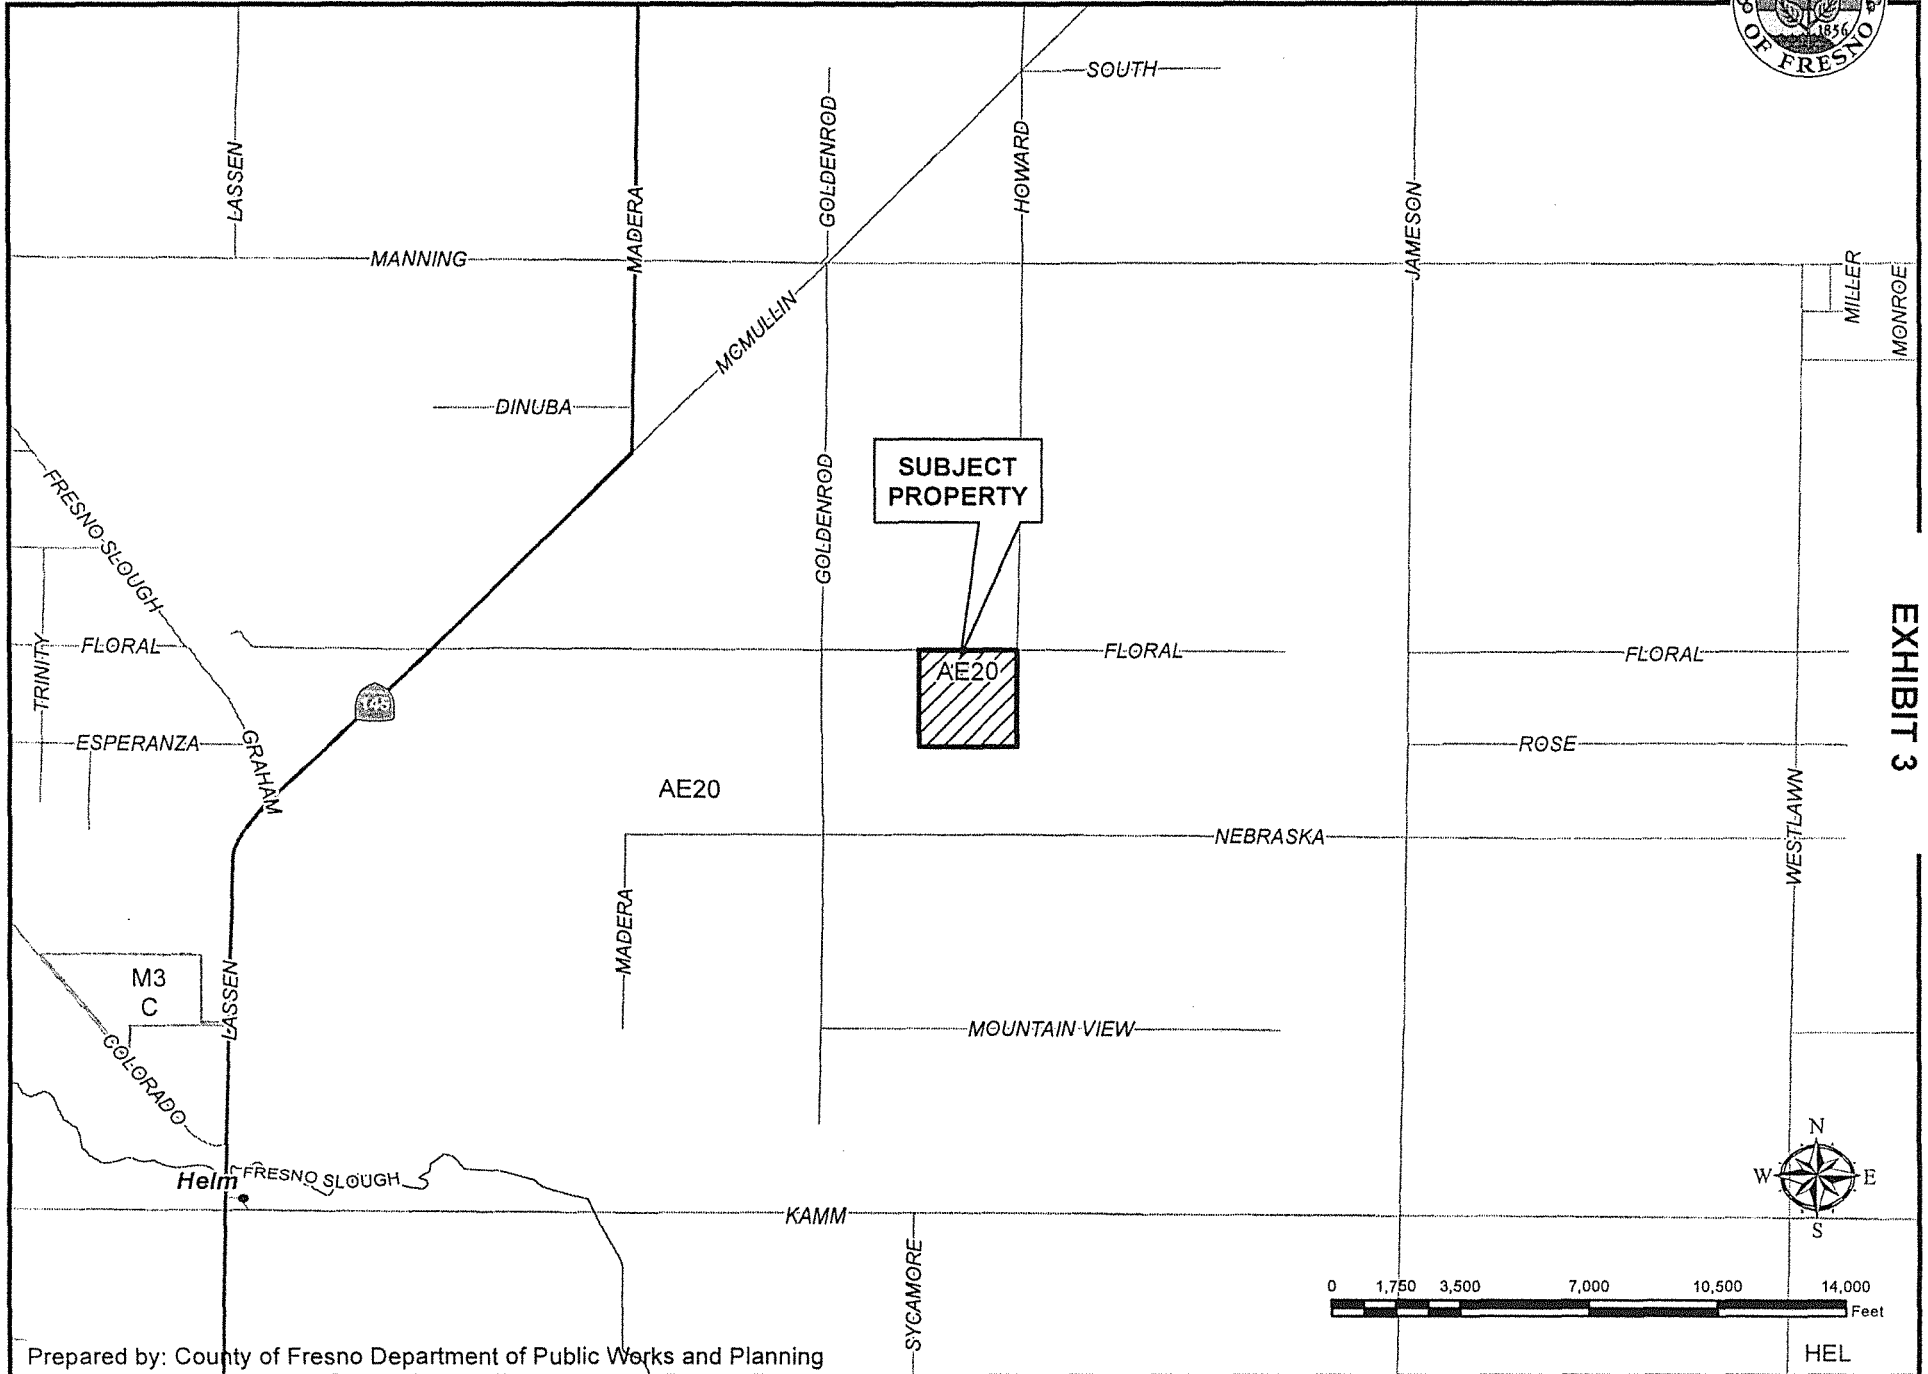 1856
OF FRESNO
SOUTH
LASSEN
MADERA
GOLDENROD
HOWARD
JAMESON
MANNING
MILLER
MONROE
MCMULLIN
DINUBA
SUBJECT
PROPERTY
GOLDENROD
FRESNO SLOUGH
TRINITY
FLORAL
FLORAL
FLORAL
AE20
EXHIBIT 3
ESPERANZA
GRAHAM
ROSE
AE20
NEBRASKA
WESTLAWN
MADERA
M3
C
LASSEN
COLORADO
MOUNTAIN VIEW
Helm
FRESNO SLOUGH
N
W
E
S
KAMM
SYCAMORE
0 1,750 3,500 7,000 10,500 14,000
Feet
Prepared by: County of Fresno Department of Public Works and Planning
HEL